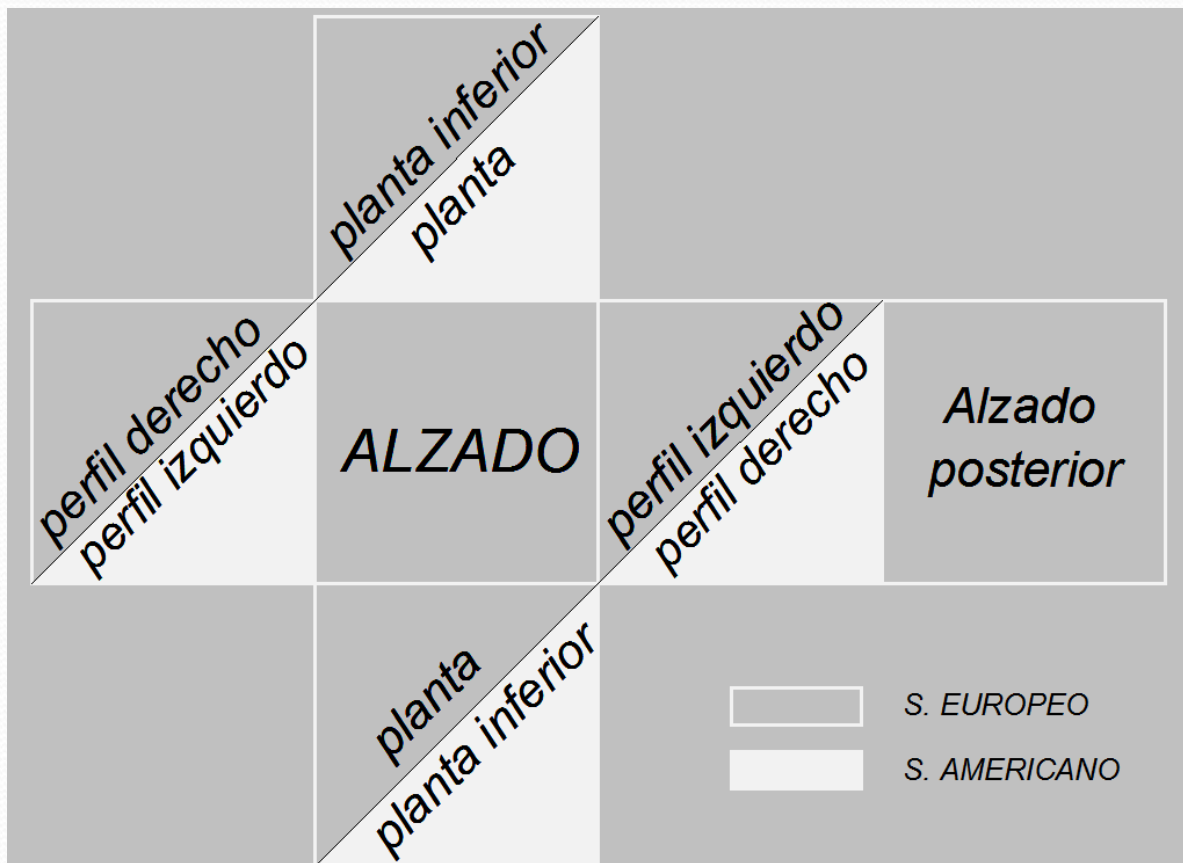 planta inferior
planta
perfil derecho
perfil izquierdo
ALZADO
perfil izquierdo
perfil derecho
Alzado
posterior
planta
planta inferior
S. EUROPEO
S. AMERICANO